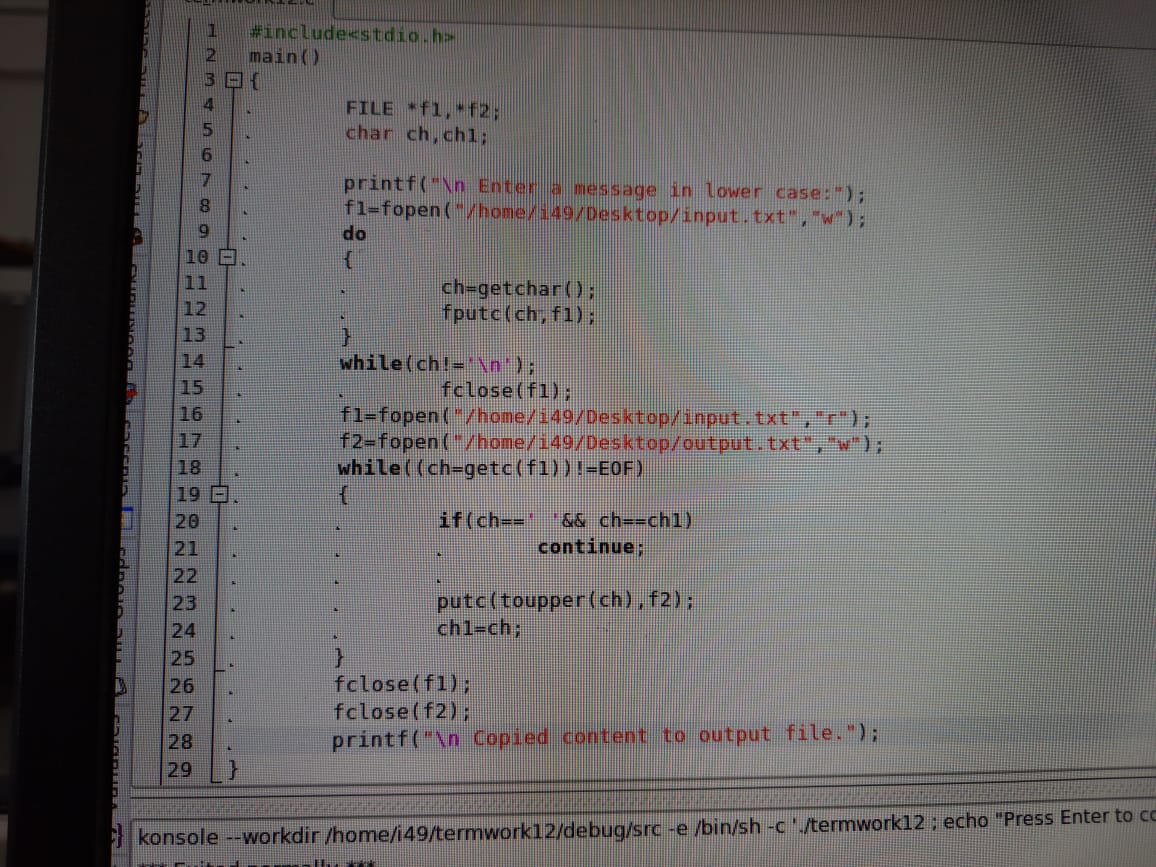 1 #include<stdio.h>
2 main()
3 {
4 FILE *f1,*f2;
5 char ch,ch1;
6
7 printf("\n Enter a message in lower case:");
8 f1=fopen("/home/i49/Desktop/input.txt","w");
9 do
10 {
11 ch=getchar();
12 fputc(ch,f1);
13 }
14 while(ch!='\n');
15 fclose(f1);
16 f1=fopen("/home/i49/Desktop/input.txt","r");
17 f2=fopen("/home/i49/Desktop/output.txt","w");
18 while((ch=getc(f1))!=EOF)
19 {
20 if(ch==' '&& ch==ch1)
21 continue;
22
23 putc(toupper(ch),f2);
24 ch1=ch;
25 }
26 fclose(f1);
27 fclose(f2);
28 printf("\n Copied content to output file.");
29 }
konsole --workdir /home/i49/termwork12/debug/src -e /bin/sh -c './termwork12 ; echo "Press Enter to co
*** Exited normally ***